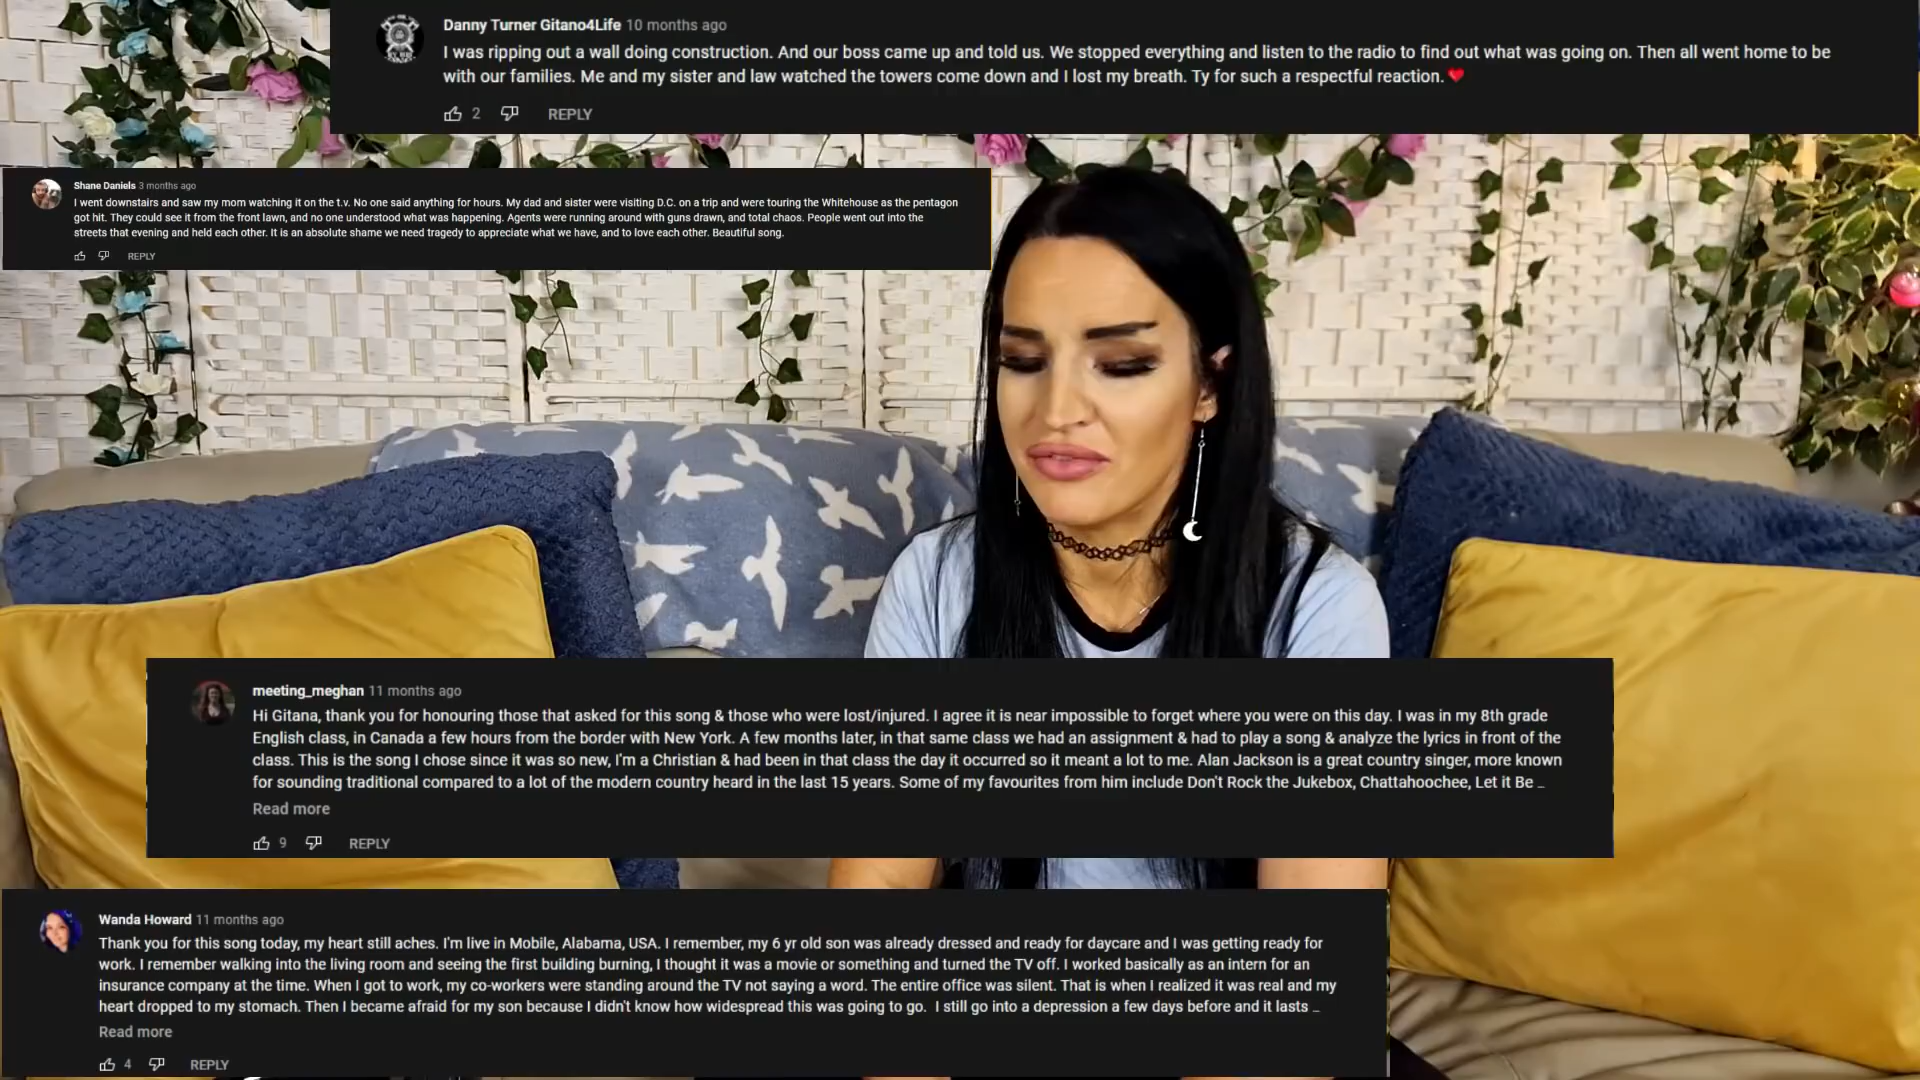 Danny Turner Gitano4Life 10 months ago
I was ripping out a wall doing construction. And our boss came up and told us. We stopped everything and listen to the radio to find out what was going on. Then all went home to be
with our families. Me and my sister and law watched the towers come down and I lost my breath. Ty for such a respectful reaction. ❤
2 REPLY
Shane Daniels 3 months ago
I went downstairs and saw my mom watching it on the t.v. No one said anything for hours. My dad and sister were visiting D.C. on a trip and were touring the Whitehouse as the pentagon
got hit. They could see it from the front lawn, and no one understood what was happening. Agents were running around with guns drawn, and total chaos. People went out into the
streets that evening and held each other. It is an absolute shame we need tragedy to appreciate what we have, and to love each other. Beautiful song.
REPLY
meeting_meghan 11 months ago
Hi Gitana, thank you for honouring those that asked for this song & those who were lost/injured. I agree it is near impossible to forget where you were on this day. I was in my 8th grade
English class, in Canada a few hours from the border with New York. A few months later, in that same class we had an assignment & had to play a song & analyze the lyrics in front of the
class. This is the song I chose since it was so new, I'm a Christian & had been in that class the day it occurred so it meant a lot to me. Alan Jackson is a great country singer, more known
for sounding traditional compared to a lot of the modern country heard in the last 15 years. Some of my favourites from him include Don't Rock the Jukebox, Chattahoochee, Let it Be ...
Read more
9 REPLY
Wanda Howard 11 months ago
Thank you for this song today, my heart still aches. I'm live in Mobile, Alabama, USA. I remember, my 6 yr old son was already dressed and ready for daycare and I was getting ready for
work. I remember walking into the living room and seeing the first building burning, I thought it was a movie or something and turned the TV off. I worked basically as an intern for an
insurance company at the time. When I got to work, my co-workers were standing around the TV not saying a word. The entire office was silent. That is when I realized it was real and my
heart dropped to my stomach. Then I became afraid for my son because I didn't know how widespread this was going to go. I still go into a depression a few days before and it lasts ...
Read more
4 REPLY